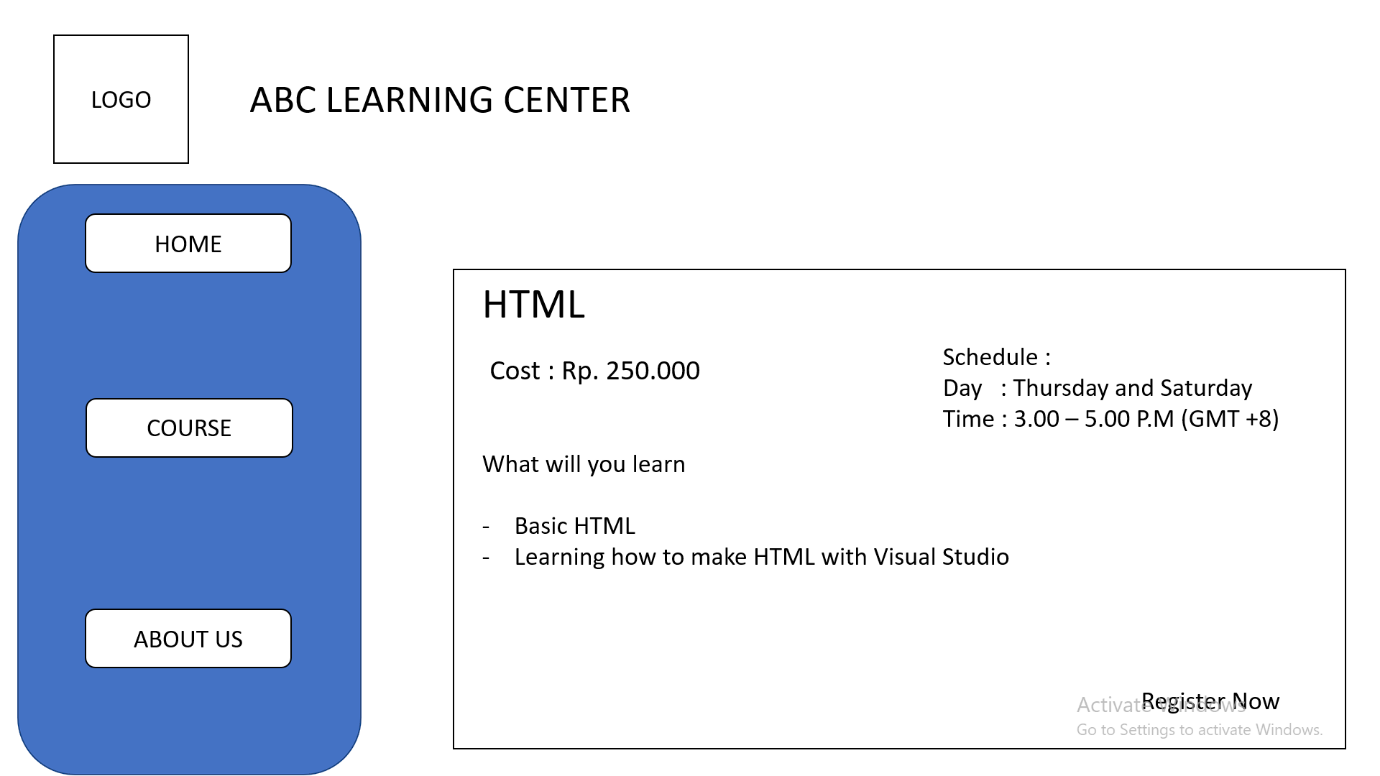 LOGO
ABC LEARNING CENTER
HOME
COURSE
ABOUT US
HTML
Cost : Rp. 250.000
Schedule :
Day : Thursday and Saturday
Time : 3.00 – 5.00 P.M (GMT +8)
What will you learn
- Basic HTML
- Learning how to make HTML with Visual Studio
Register Now
Activate Windows
Go to Settings to activate Windows.